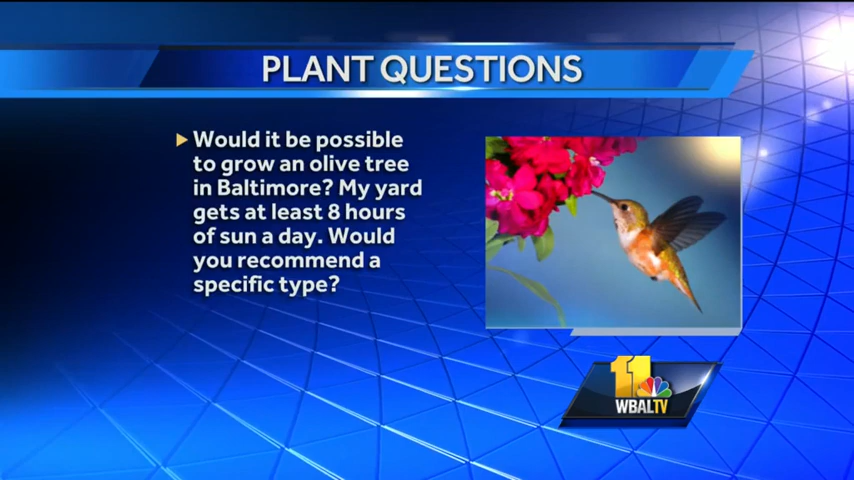 PLANT QUESTIONS
Would it be possible
to grow an olive tree
in Baltimore? My yard
gets at least 8 hours
of sun a day. Would
you recommend a
specific type?
11
WBALTV